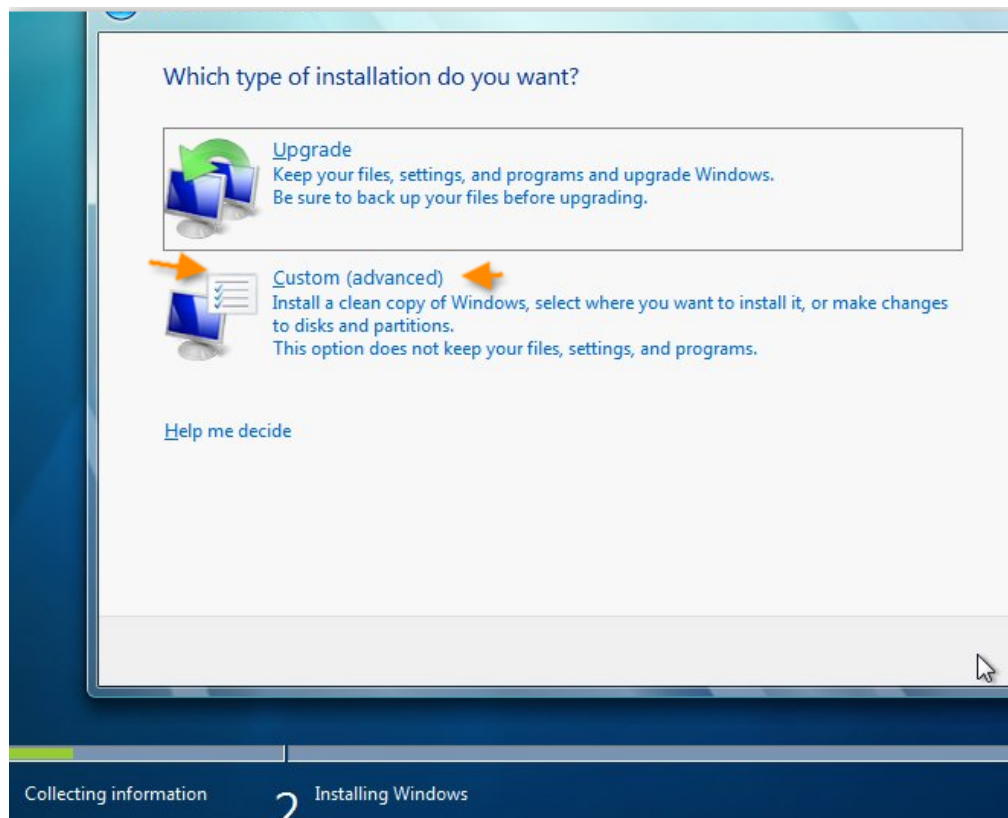 Which type of installation do you want?
Upgrade
Keep your files, settings, and programs and upgrade Windows.
Be sure to back up your files before upgrading.
Custom (advanced)
Install a clean copy of Windows, select where you want to install it, or make changes
to disks and partitions.
This option does not keep your files, settings, and programs.
Help me decide
Collecting information
2 Installing Windows